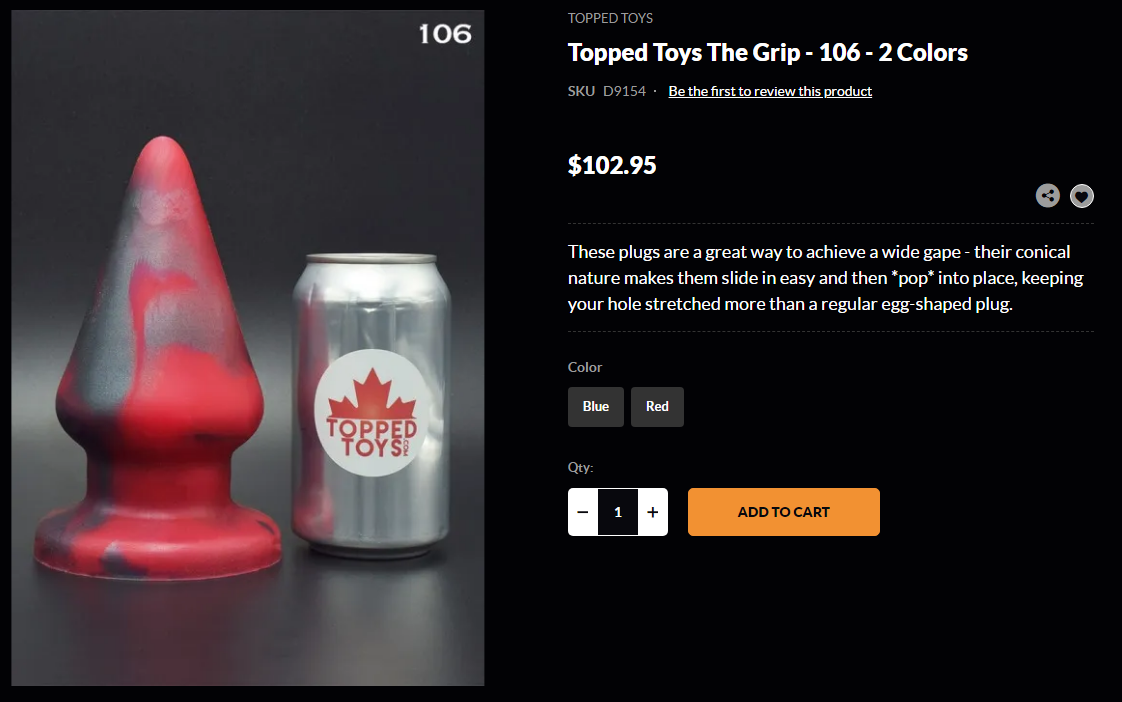 106
TOPPED TOYS
TOPPED
TOYS
TOPPED TOYS
Topped Toys The Grip - 106 - 2 Colors
SKU D9154 · Be the first to review this product
$102.95
These plugs are a great way to achieve a wide gape - their conical
nature makes them slide in easy and then *pop* into place, keeping
your hole stretched more than a regular egg-shaped plug.
Color
Blue Red
Qty:
− 1 + ADD TO CART